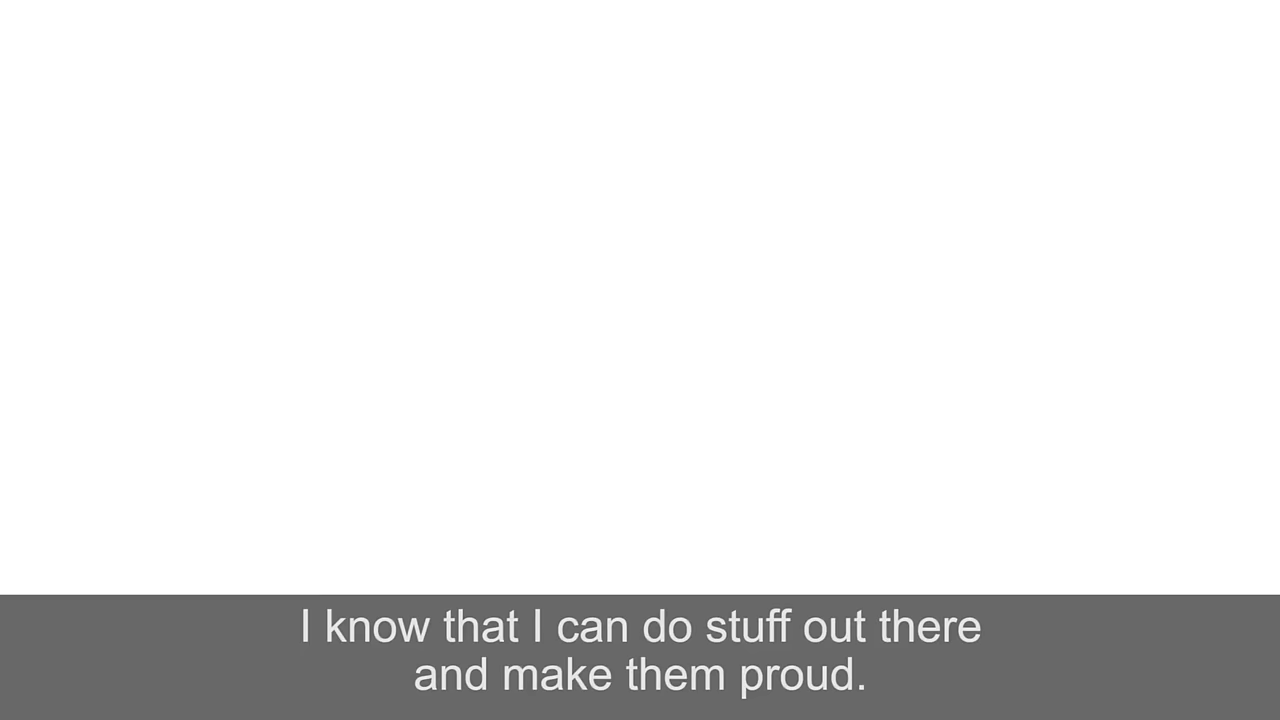 I know that I can do stuff out there
and make them proud.